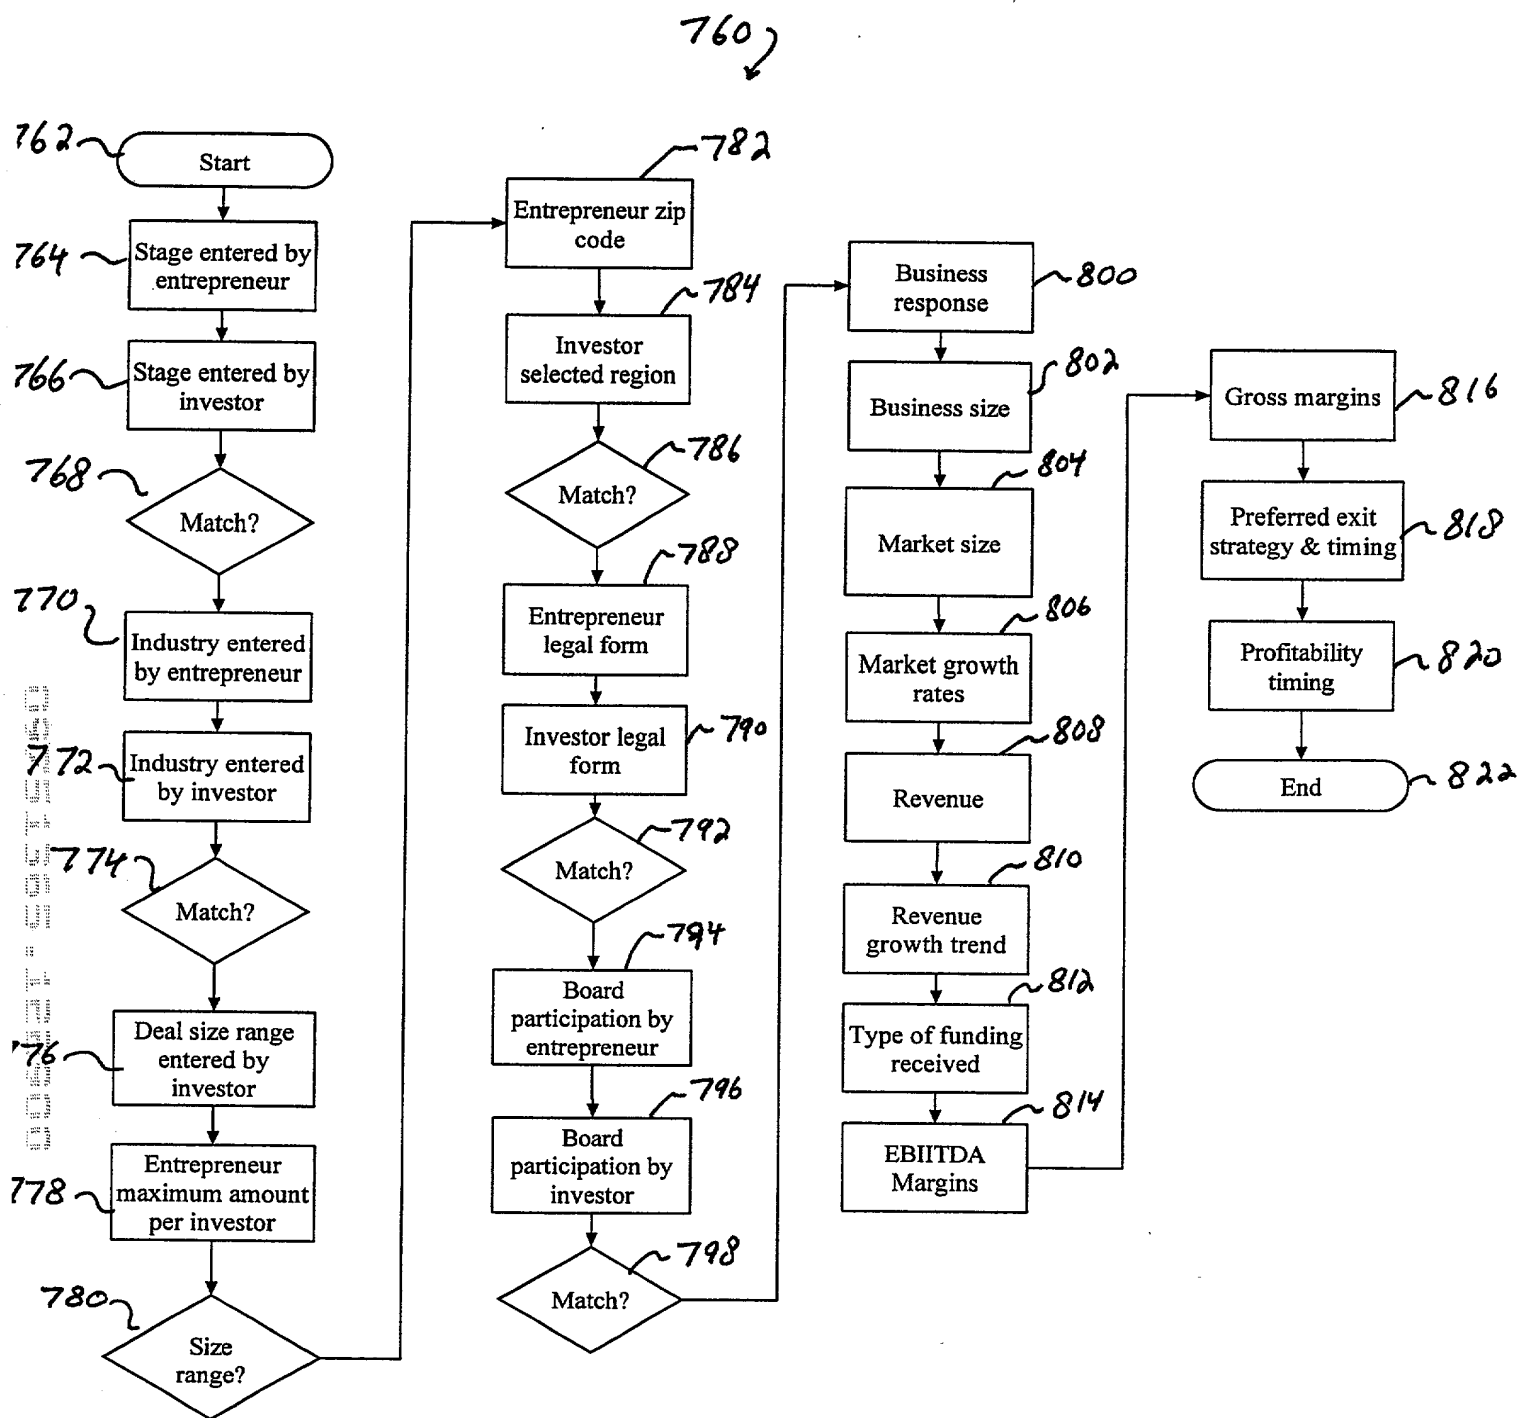 760
762
Start
764
Stage entered by
entrepreneur
766
Stage entered by
investor
768
Match?
770
Industry entered
by entrepreneur
772
Industry entered
by investor
774
Match?
776
Deal size range
entered by
investor
778
Entrepreneur
maximum amount
per investor
780
Size
range?
782
Entrepreneur zip
code
784
Investor
selected region
786
Match?
788
Entrepreneur
legal form
790
Investor legal
form
792
Match?
794
Board
participation by
entrepreneur
796
Board
participation by
investor
798
Match?
800
Business
response
802
Business size
804
Market size
806
Market growth
rates
808
Revenue
810
Revenue
growth trend
812
Type of funding
received
814
EBIITDA
Margins
816
Gross margins
818
Preferred exit
strategy & timing
820
Profitability
timing
822
End